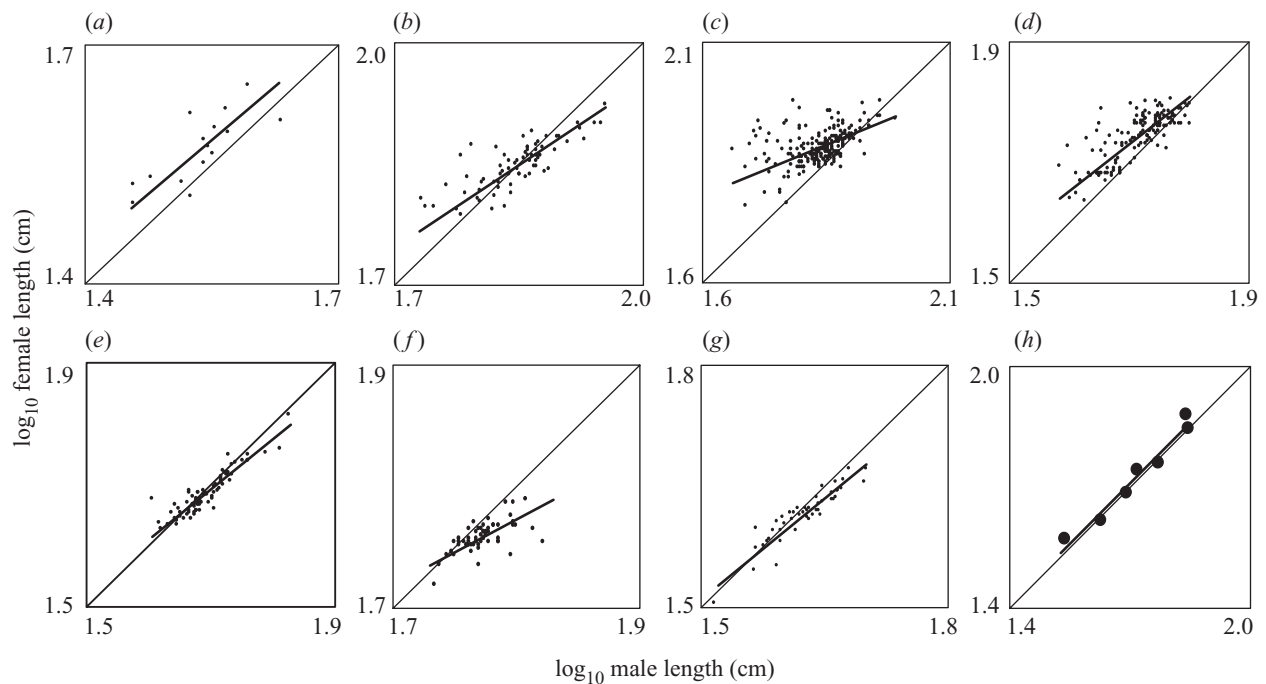 (a) (b) (c) (d)
1.7 2.0 2.1 1.9
1.4 1.7 1.6 1.5
1.4 1.7 1.7 2.0 1.6 2.1 1.5 1.9
(e) (f) (g) (h)
1.9 1.9 1.8 2.0
1.5 1.7 1.5 1.4
1.5 1.9 1.7 1.9 1.5 1.8 1.4 2.0
log10 female length (cm)
log10 male length (cm)